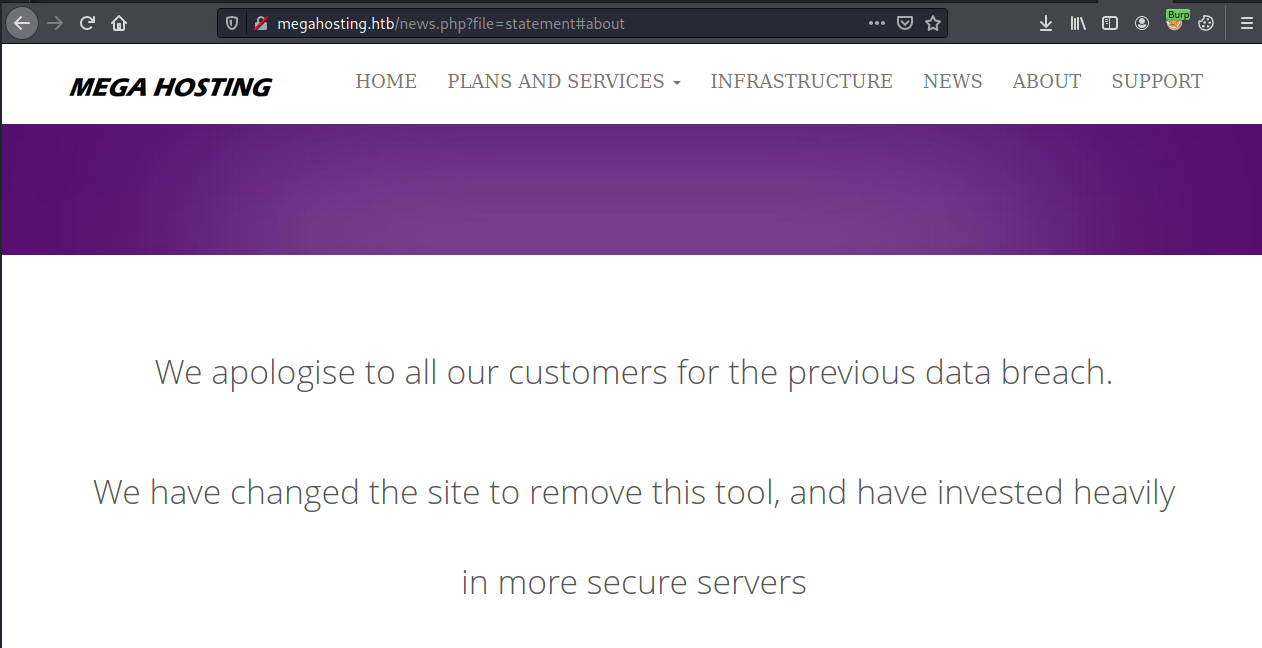 megahosting.htb/news.php?file=statement#about
Burp
MEGA HOSTING
HOME PLANS AND SERVICES INFRASTRUCTURE NEWS ABOUT SUPPORT
We apologise to all our customers for the previous data breach.
We have changed the site to remove this tool, and have invested heavily
in more secure servers